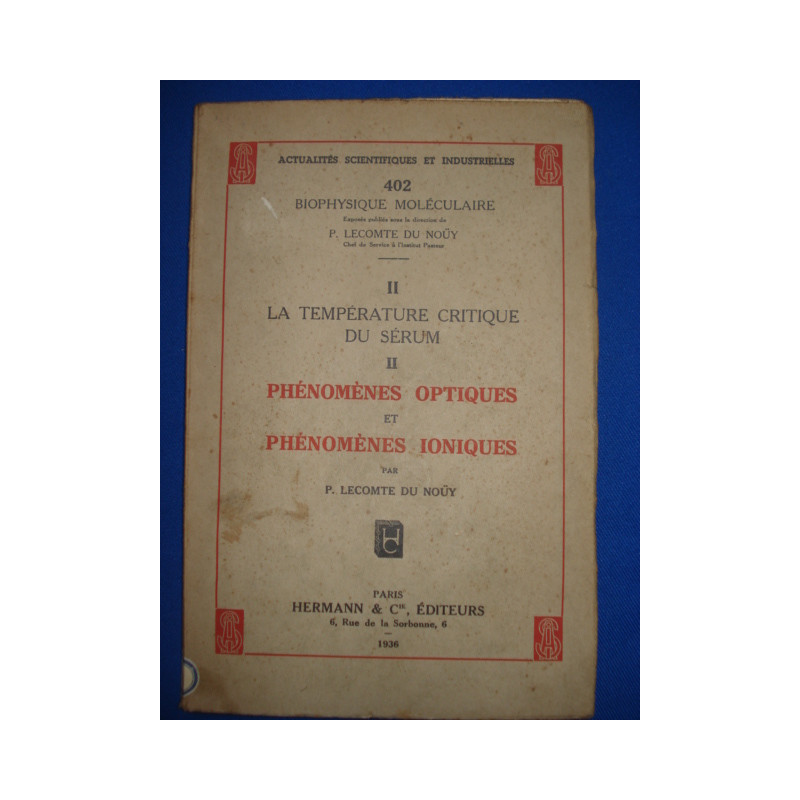 ACTUALITÉS SCIENTIFIQUES ET INDUSTRIELLES
402
BIOPHYSIQUE MOLÉCULAIRE
Exposés publiés sous la direction de
P. LECOMTE DU NOÜY
Chef de Service à l'Institut Pasteur
II
LA TEMPÉRATURE CRITIQUE
DU SÉRUM
II
PHÉNOMÈNES OPTIQUES
ET
PHÉNOMÈNES IONIQUES
PAR
P. LECOMTE DU NOÜY
HC
PARIS
HERMANN & Cⁱᴱ, ÉDITEURS
6, Rue de la Sorbonne, 6
1936